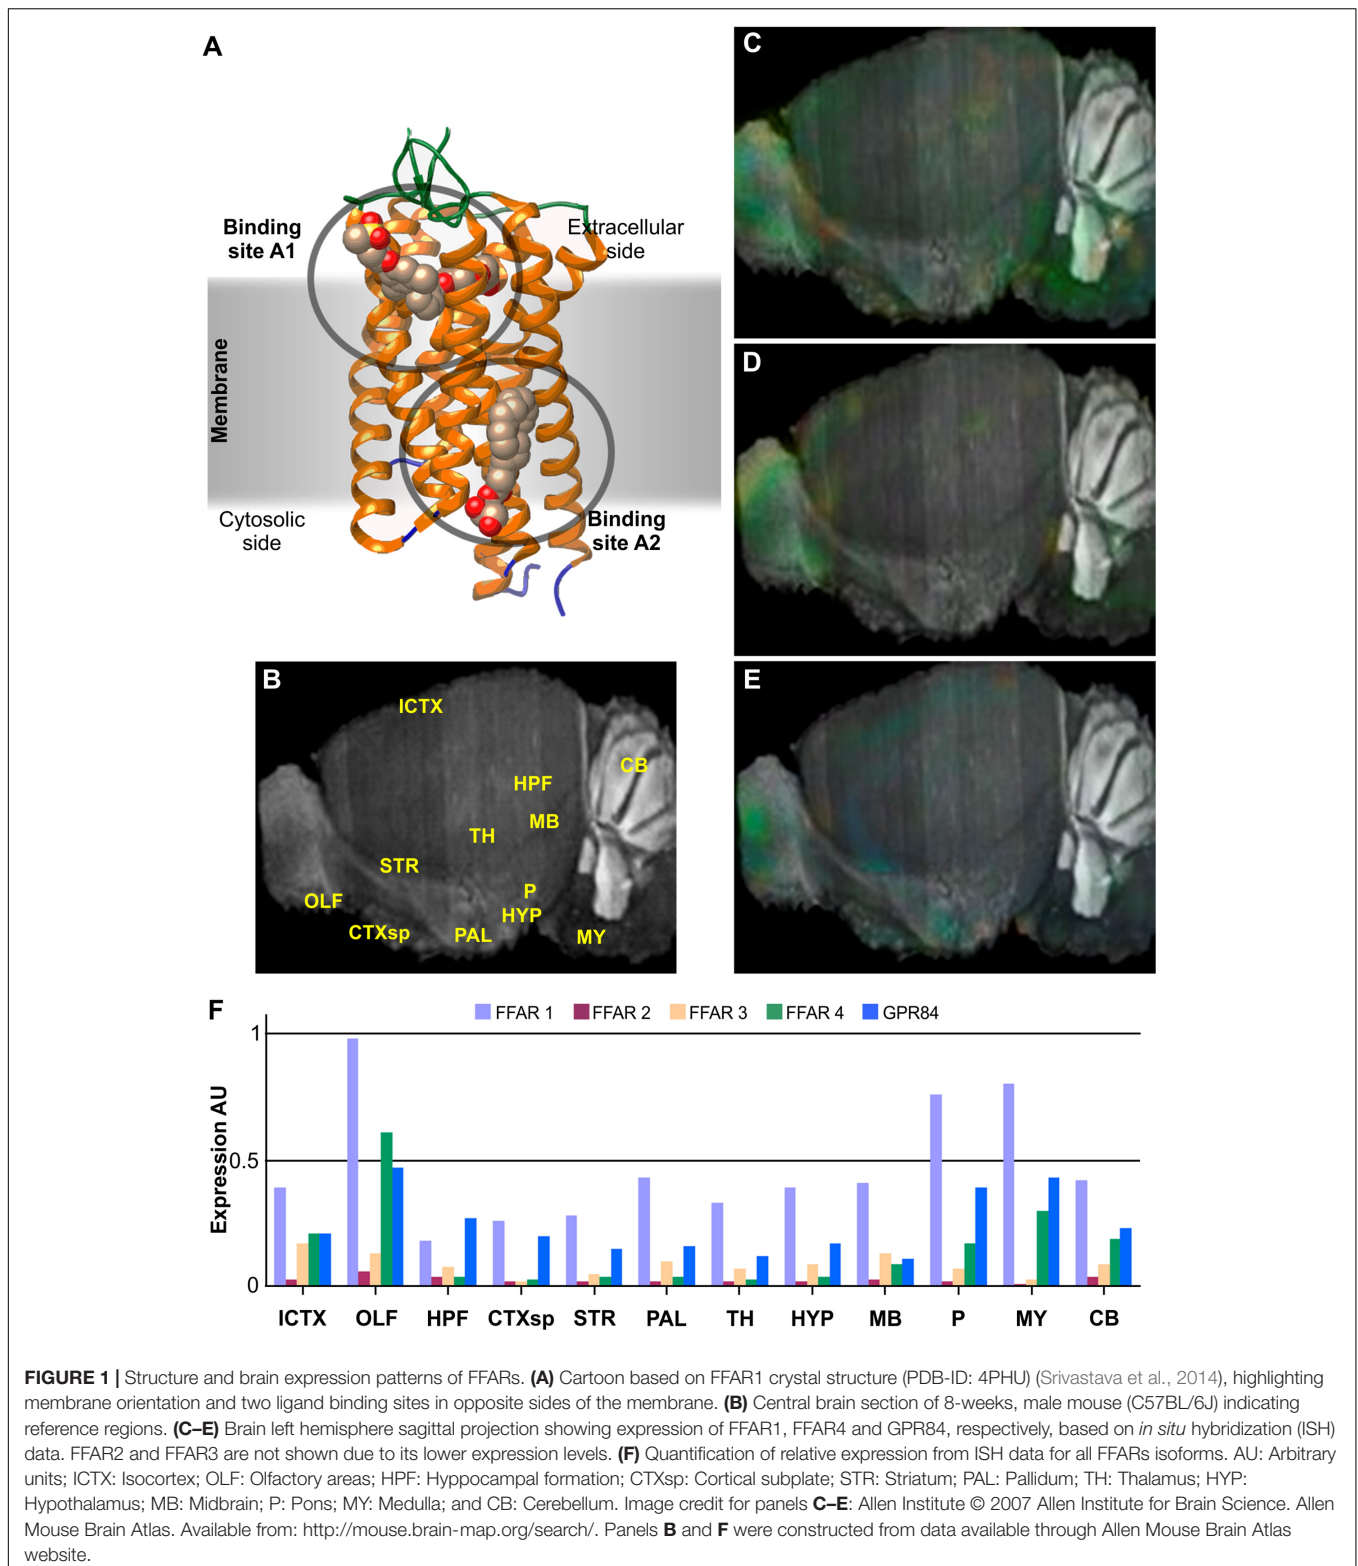 A
Binding
site A1
Extracellular
side
Membrane
Cytosolic
side
Binding
site A2
B
ICTX
CB
HPF
MB
TH
STR
P
OLF
HYP
CTXsp
PAL
MY
C
D
E
F
FFAR 1
FFAR 2
FFAR 3
FFAR 4
GPR84
Expression AU
1
0.5
0
ICTX
OLF
HPF
CTXsp
STR
PAL
TH
HYP
MB
P
MY
CB
FIGURE 1 | Structure and brain expression patterns of FFARs. (A) Cartoon based on FFAR1 crystal structure (PDB-ID: 4PHU) (Srivastava et al., 2014), highlighting
membrane orientation and two ligand binding sites in opposite sides of the membrane. (B) Central brain section of 8-weeks, male mouse (C57BL/6J) indicating
reference regions. (C–E) Brain left hemisphere sagittal projection showing expression of FFAR1, FFAR4 and GPR84, respectively, based on in situ hybridization (ISH)
data. FFAR2 and FFAR3 are not shown due to its lower expression levels. (F) Quantification of relative expression from ISH data for all FFARs isoforms. AU: Arbitrary
units; ICTX: Isocortex; OLF: Olfactory areas; HPF: Hyppocampal formation; CTXsp: Cortical subplate; STR: Striatum; PAL: Pallidum; TH: Thalamus; HYP:
Hypothalamus; MB: Midbrain; P: Pons; MY: Medulla; and CB: Cerebellum. Image credit for panels C–E: Allen Institute © 2007 Allen Institute for Brain Science. Allen
Mouse Brain Atlas. Available from: http://mouse.brain-map.org/search/. Panels B and F were constructed from data available through Allen Mouse Brain Atlas
website.